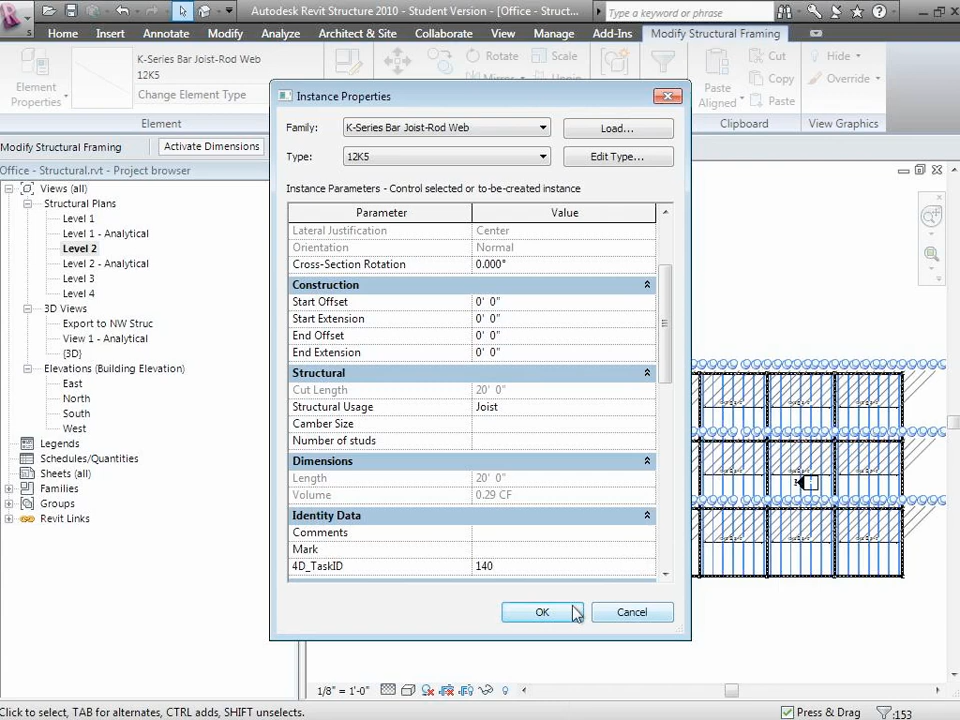 Autodesk Revit Structure 2010 - Student Version - [Office - Struct...
Type a keyword or phrase
Home Insert Annotate Modify Analyze Architect & Site Collaborate View Manage Add-Ins Modify Structural Framing
K-Series Bar Joist-Rod Web
12K5
Change Element Type
Element
Properties
Rotate Scale
Paste
Aligned
Cut
Copy
Paste
Hide
Override
Element Clipboard View Graphics
Modify Structural Framing Activate Dimensions
Office - Structural.rvt - Project browser
Views (all)
Structural Plans
Level 1
Level 1 - Analytical
Level 2
Level 2 - Analytical
Level 3
Level 4
3D Views
Export to NW Struc
View 1 - Analytical
{3D}
Elevations (Building Elevation)
East
North
South
West
Legends
Schedules/Quantities
Sheets (all)
Families
Groups
Revit Links
Instance Properties
Family: K-Series Bar Joist-Rod Web Load...
Type: 12K5 Edit Type...
Instance Parameters - Control selected or to-be-created instance
Parameter Value
Lateral Justification Center
Orientation Normal
Cross-Section Rotation 0.000°
Construction
Start Offset 0' 0"
Start Extension 0' 0"
End Offset 0' 0"
End Extension 0' 0"
Structural
Cut Length 20' 0"
Structural Usage Joist
Camber Size
Number of studs
Dimensions
Length 20' 0"
Volume 0.29 CF
Identity Data
Comments
Mark
4D_TaskID 140
OK Cancel
1/8" = 1'-0"
Click to select, TAB for alternates, CTRL adds, SHIFT unselects. Press & Drag :153